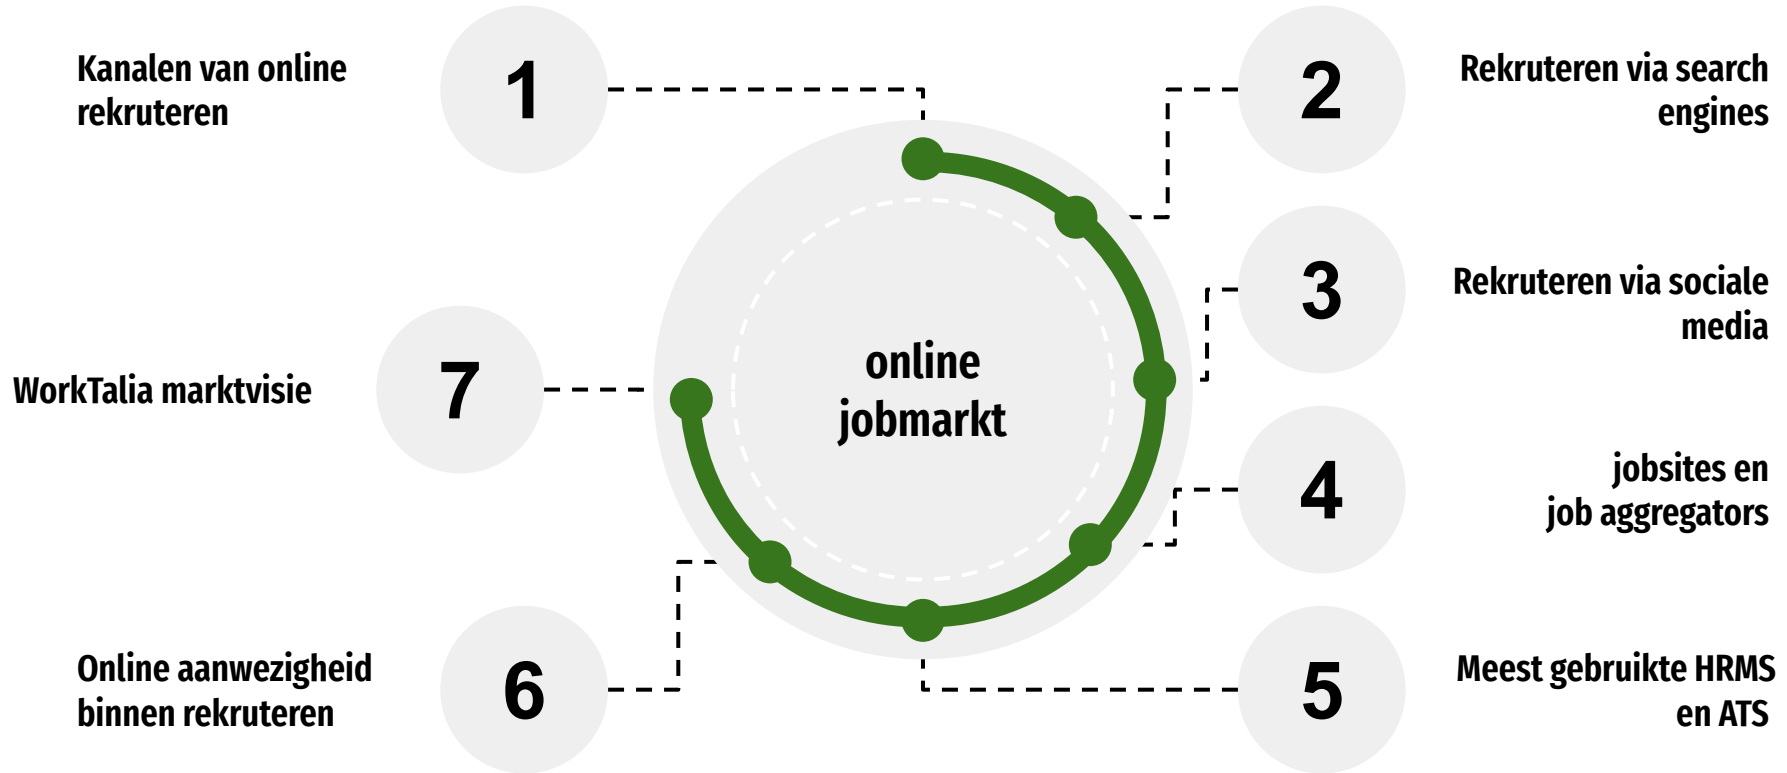 1
Kanalen van online
rekruteren
2
Rekruteren via search
engines
3
Rekruteren via sociale
media
4
jobsites en
job aggregators
5
Meest gebruikte HRMS
en ATS
6
Online aanwezigheid
binnen rekruteren
7
WorkTalia marktvisie
online
jobmarkt